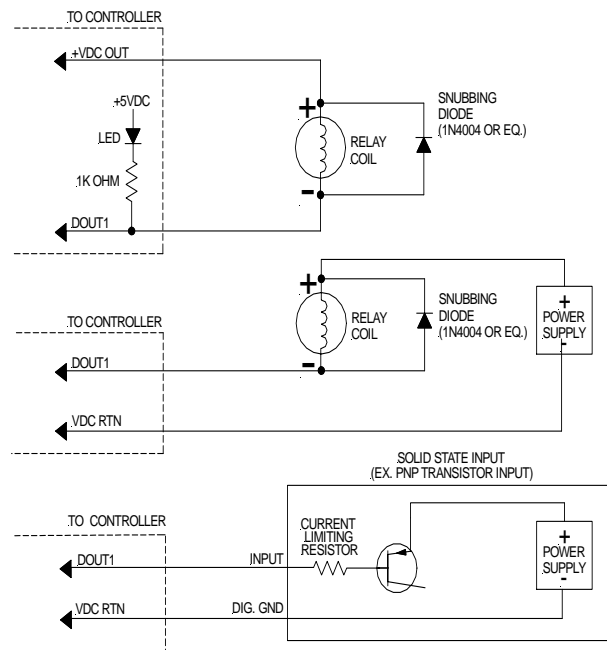 TO CONTROLLER
+VDC OUT
+5VDC
LED
1K OHM
DOUT1
+
-
RELAY
COIL
SNUBBING
DIODE
(1N4004 OR EQ.)
TO CONTROLLER
DOUT1
VDC RTN
+
-
RELAY
COIL
SNUBBING
DIODE
(1N4004 OR EQ.)
+
POWER
SUPPLY
-
SOLID STATE INPUT
(EX. PNP TRANSISTOR INPUT)
TO CONTROLLER
DOUT1
INPUT
CURRENT
LIMITING
RESISTOR
VDC RTN
DIG. GND
+
POWER
SUPPLY
-